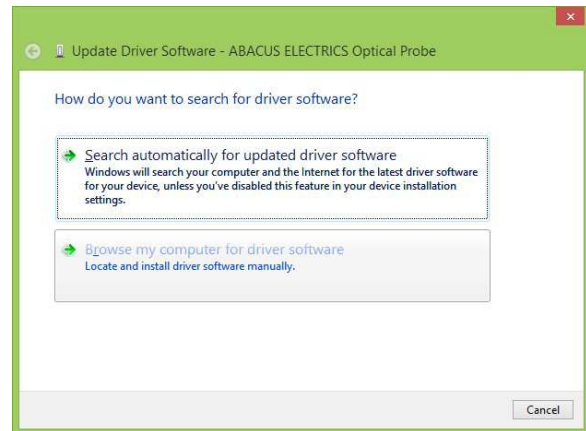 Update Driver Software - ABACUS ELECTRICS Optical Probe
How do you want to search for driver software?
Search automatically for updated driver software
Windows will search your computer and the Internet for the latest driver software
for your device, unless you've disabled this feature in your device installation
settings.
Browse my computer for driver software
Locate and install driver software manually.
Cancel